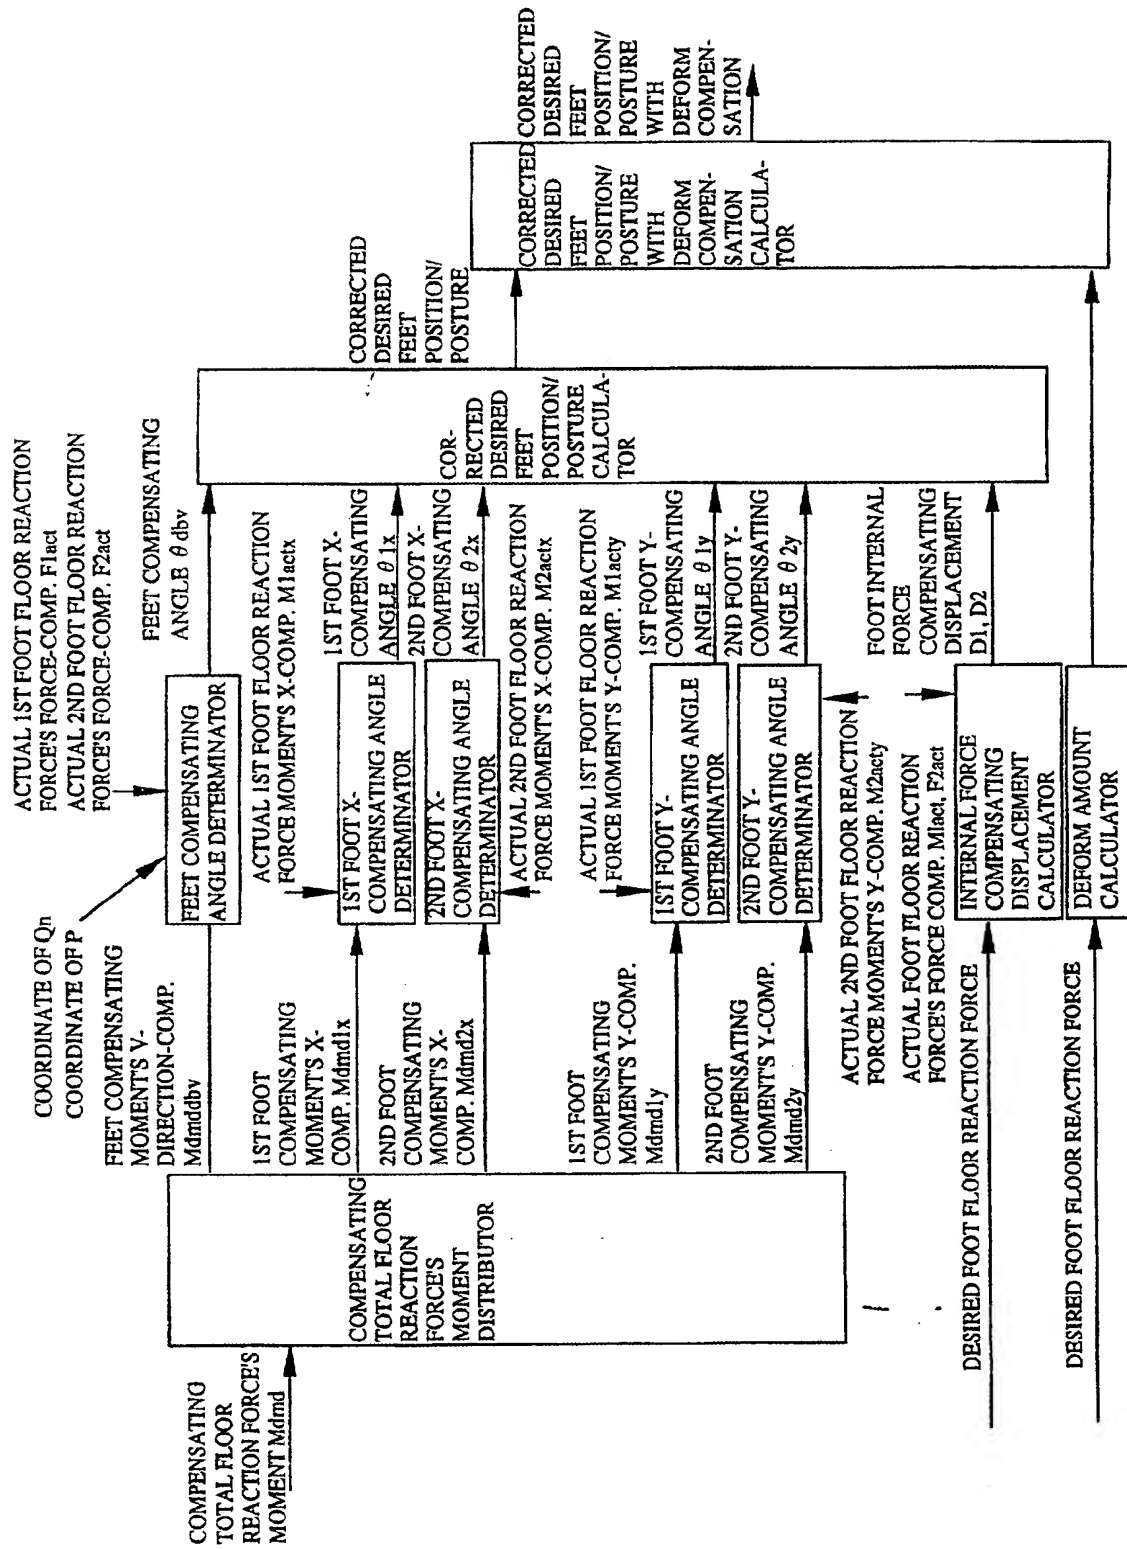 COMPENSATING
TOTAL FLOOR
REACTION FORCE'S
MOMENT Mdmd
COMPENSATING
TOTAL FLOOR
REACTION
FORCE'S
MOMENT
DISTRIBUTOR
COORDINATE OF Qn
COORDINATE OF P
FEET COMPENSATING
MOMENT'S V-
DIRECTION-COMP.
Mdmddbv
1ST FOOT
COMPENSATING
MOMENT'S X-
COMP. Mdmd1x
2ND FOOT
COMPENSATING
MOMENT'S X-
COMP. Mdmd2x
1ST FOOT
COMPENSATING
MOMENT'S Y-COMP.
Mdmd1y
2ND FOOT
COMPENSATING
MOMENT'S Y-COMP.
Mdmd2y
DESIRED FOOT FLOOR REACTION FORCE
DESIRED FOOT FLOOR REACTION FORCE
ACTUAL 1ST FOOT FLOOR REACTION
FORCE'S FORCE-COMP. F1act
ACTUAL 2ND FOOT FLOOR REACTION
FORCE'S FORCE-COMP. F2act
FEET COMPENSATING
ANGLE DETERMINATOR
ACTUAL 1ST FOOT FLOOR REACTION
FORCE MOMENT'S X-COMP. M1actx
1ST FOOT X-
COMPENSATING ANGLE
DETERMINATOR
2ND FOOT X-
COMPENSATING ANGLE
DETERMINATOR
ACTUAL 2ND FOOT FLOOR REACTION
FORCE MOMENT'S X-COMP. M2actx
ACTUAL 1ST FOOT FLOOR REACTION
FORCE MOMENT'S Y-COMP. M1acty
1ST FOOT Y-
COMPENSATING ANGLE
DETERMINATOR
2ND FOOT Y-
COMPENSATING ANGLE
DETERMINATOR
ACTUAL 2ND FOOT FLOOR REACTION
FORCE MOMENT'S Y-COMP. M2acty
ACTUAL FOOT FLOOR REACTION
FORCE'S FORCE COMP. M1act, F2act
INTERNAL FORCE
COMPENSATING
DISPLACEMENT
CALCULATOR
DEFORM AMOUNT
CALCULATOR
FEET COMPENSATING
ANGLE θ dbv
1ST FOOT X-
COMPENSATING
ANGLE θ 1x
2ND FOOT X-
COMPENSATING
ANGLE θ 2x
1ST FOOT Y-
COMPENSATING
ANGLE θ 1y
2ND FOOT Y-
COMPENSATING
ANGLE θ 2y
FOOT INTERNAL
FORCE
COMPENSATING
DISPLACEMENT
D1, D2
COR-
RECTED
DESIRED
FEET
POSITION/
POSTURE
CALCULA-
TOR
CORRECTED
DESIRED
FEET
POSITION/
POSTURE
CORRECTED
DESIRED
FEET
POSITION/
POSTURE
WITH
DEFORM
COMPEN-
SATION
CALCULA-
TOR
CORRECTED
DESIRED
FEET
POSITION/
POSTURE
WITH
DEFORM
COMPEN-
SATION